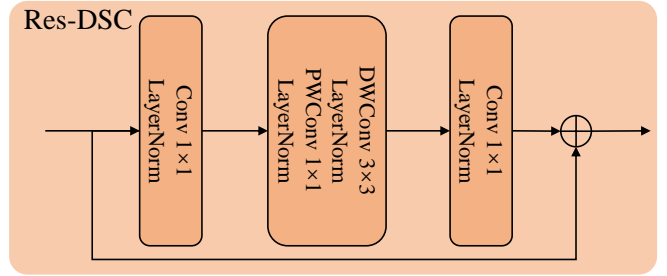 Res-DSC
Conv 1×1
LayerNorm
DWConv 3×3
LayerNorm
PWConv 1×1
LayerNorm
Conv 1×1
LayerNorm